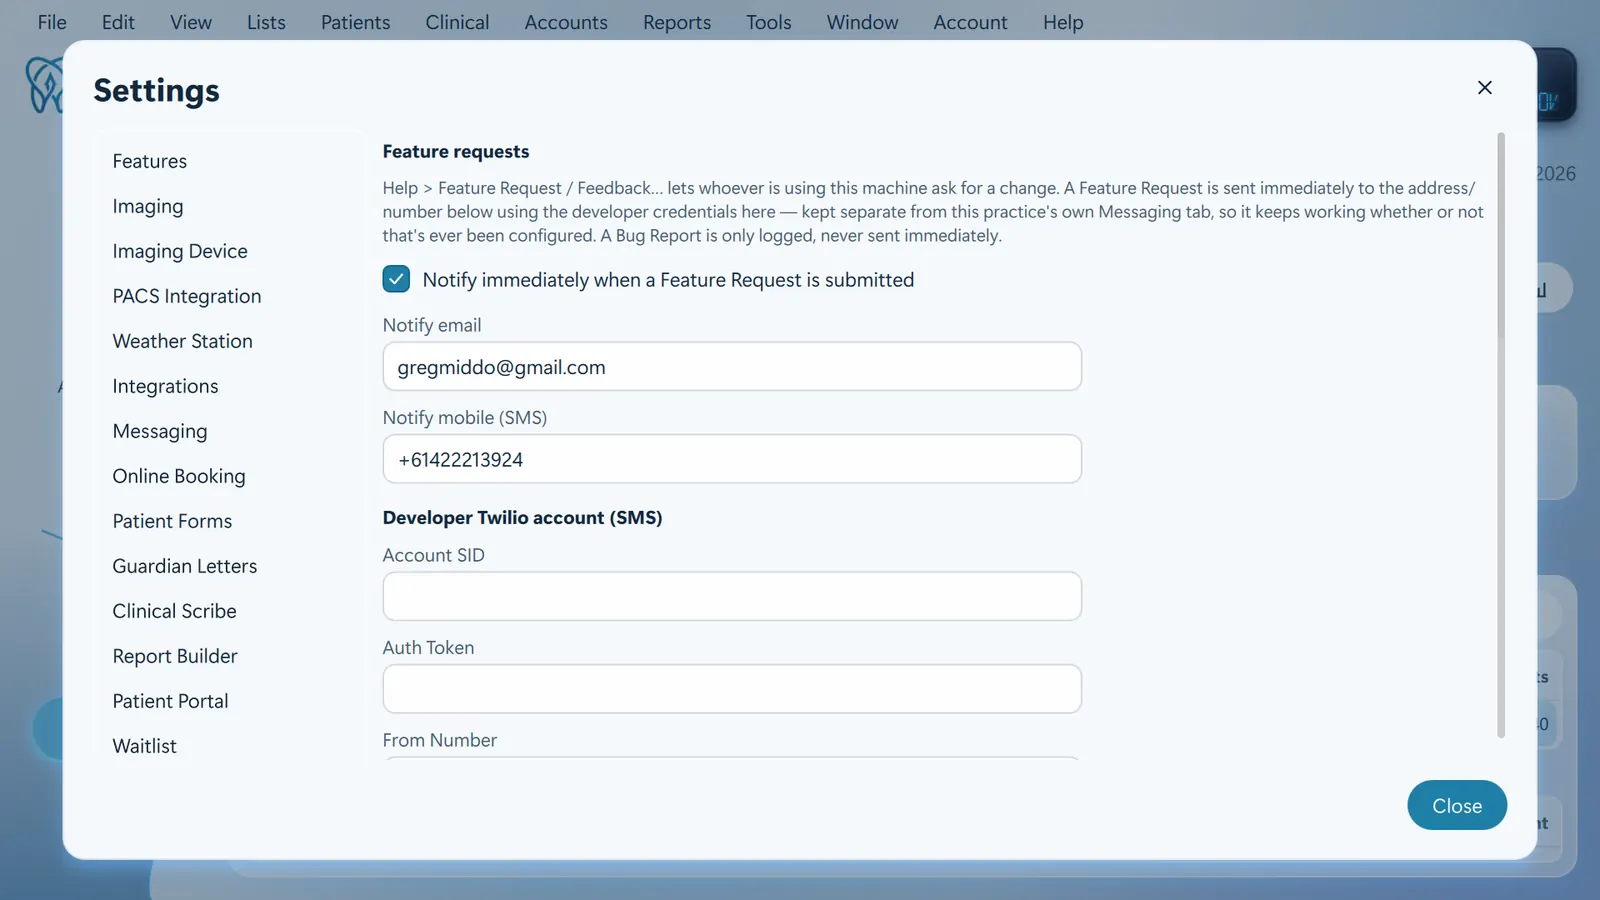 File Edit View Lists Patients Clinical Accounts Reports Tools Window Account Help
Settings
Features
Imaging
Imaging Device
PACS Integration
Weather Station
Integrations
Messaging
Online Booking
Patient Forms
Guardian Letters
Clinical Scribe
Report Builder
Patient Portal
Waitlist
Feature requests
Help > Feature Request / Feedback... lets whoever is using this machine ask for a change. A Feature Request is sent immediately to the address/
number below using the developer credentials here — kept separate from this practice's own Messaging tab, so it keeps working whether or not
that's ever been configured. A Bug Report is only logged, never sent immediately.
Notify immediately when a Feature Request is submitted
Notify email
gregmiddo@gmail.com
Notify mobile (SMS)
+61422213924
Developer Twilio account (SMS)
Account SID
Auth Token
From Number
Close
2026